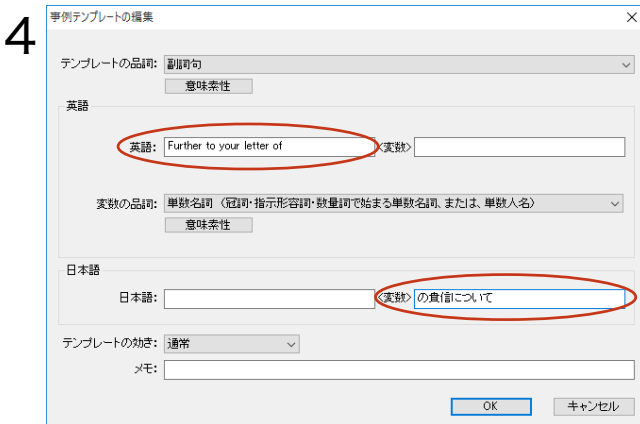 4
事例テンプレートの編集
テンプレートの品詞: 副詞句
意味素性
英語
英語: Further to your letter of <変数>
変数の品詞: 単数名詞 (冠詞・指示形容詞・数量詞で始まる単数名詞、または、単数人名)
意味素性
日本語
日本語: <変数> の貴信について
テンプレートの効き: 通常
メモ:
OK キャンセル